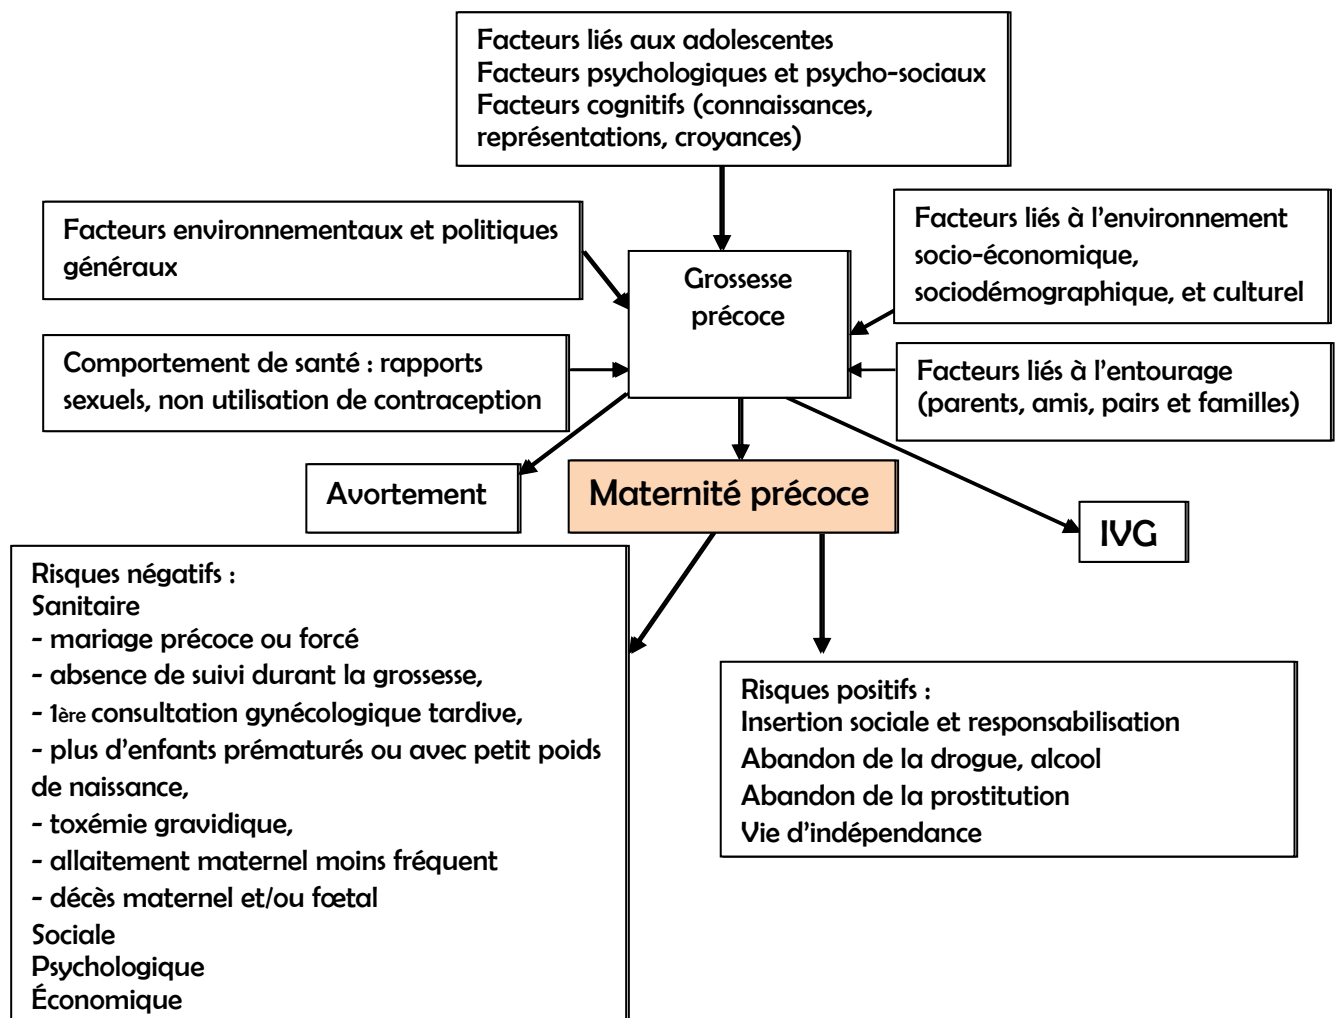 Facteurs liés aux adolescentes
Facteurs psychologiques et psycho-sociaux
Facteurs cognitifs (connaissances,
représentations, croyances)
Facteurs environnementaux et politiques
généraux
Grossesse
précoce
Facteurs liés à l’environnement
socio-économique,
sociodémographique, et culturel
Comportement de santé : rapports
sexuels, non utilisation de contraception
Facteurs liés à l’entourage
(parents, amis, pairs et familles)
Avortement
Maternité précoce
IVG
Risques négatifs :
Sanitaire
- mariage précoce ou forcé
- absence de suivi durant la grossesse,
- 1ère consultation gynécologique tardive,
- plus d’enfants prématurés ou avec petit poids
de naissance,
- toxémie gravidique,
- allaitement maternel moins fréquent
- décès maternel et/ou fœtal
Sociale
Psychologique
Économique
Risques positifs :
Insertion sociale et responsabilisation
Abandon de la drogue, alcool
Abandon de la prostitution
Vie d’indépendance